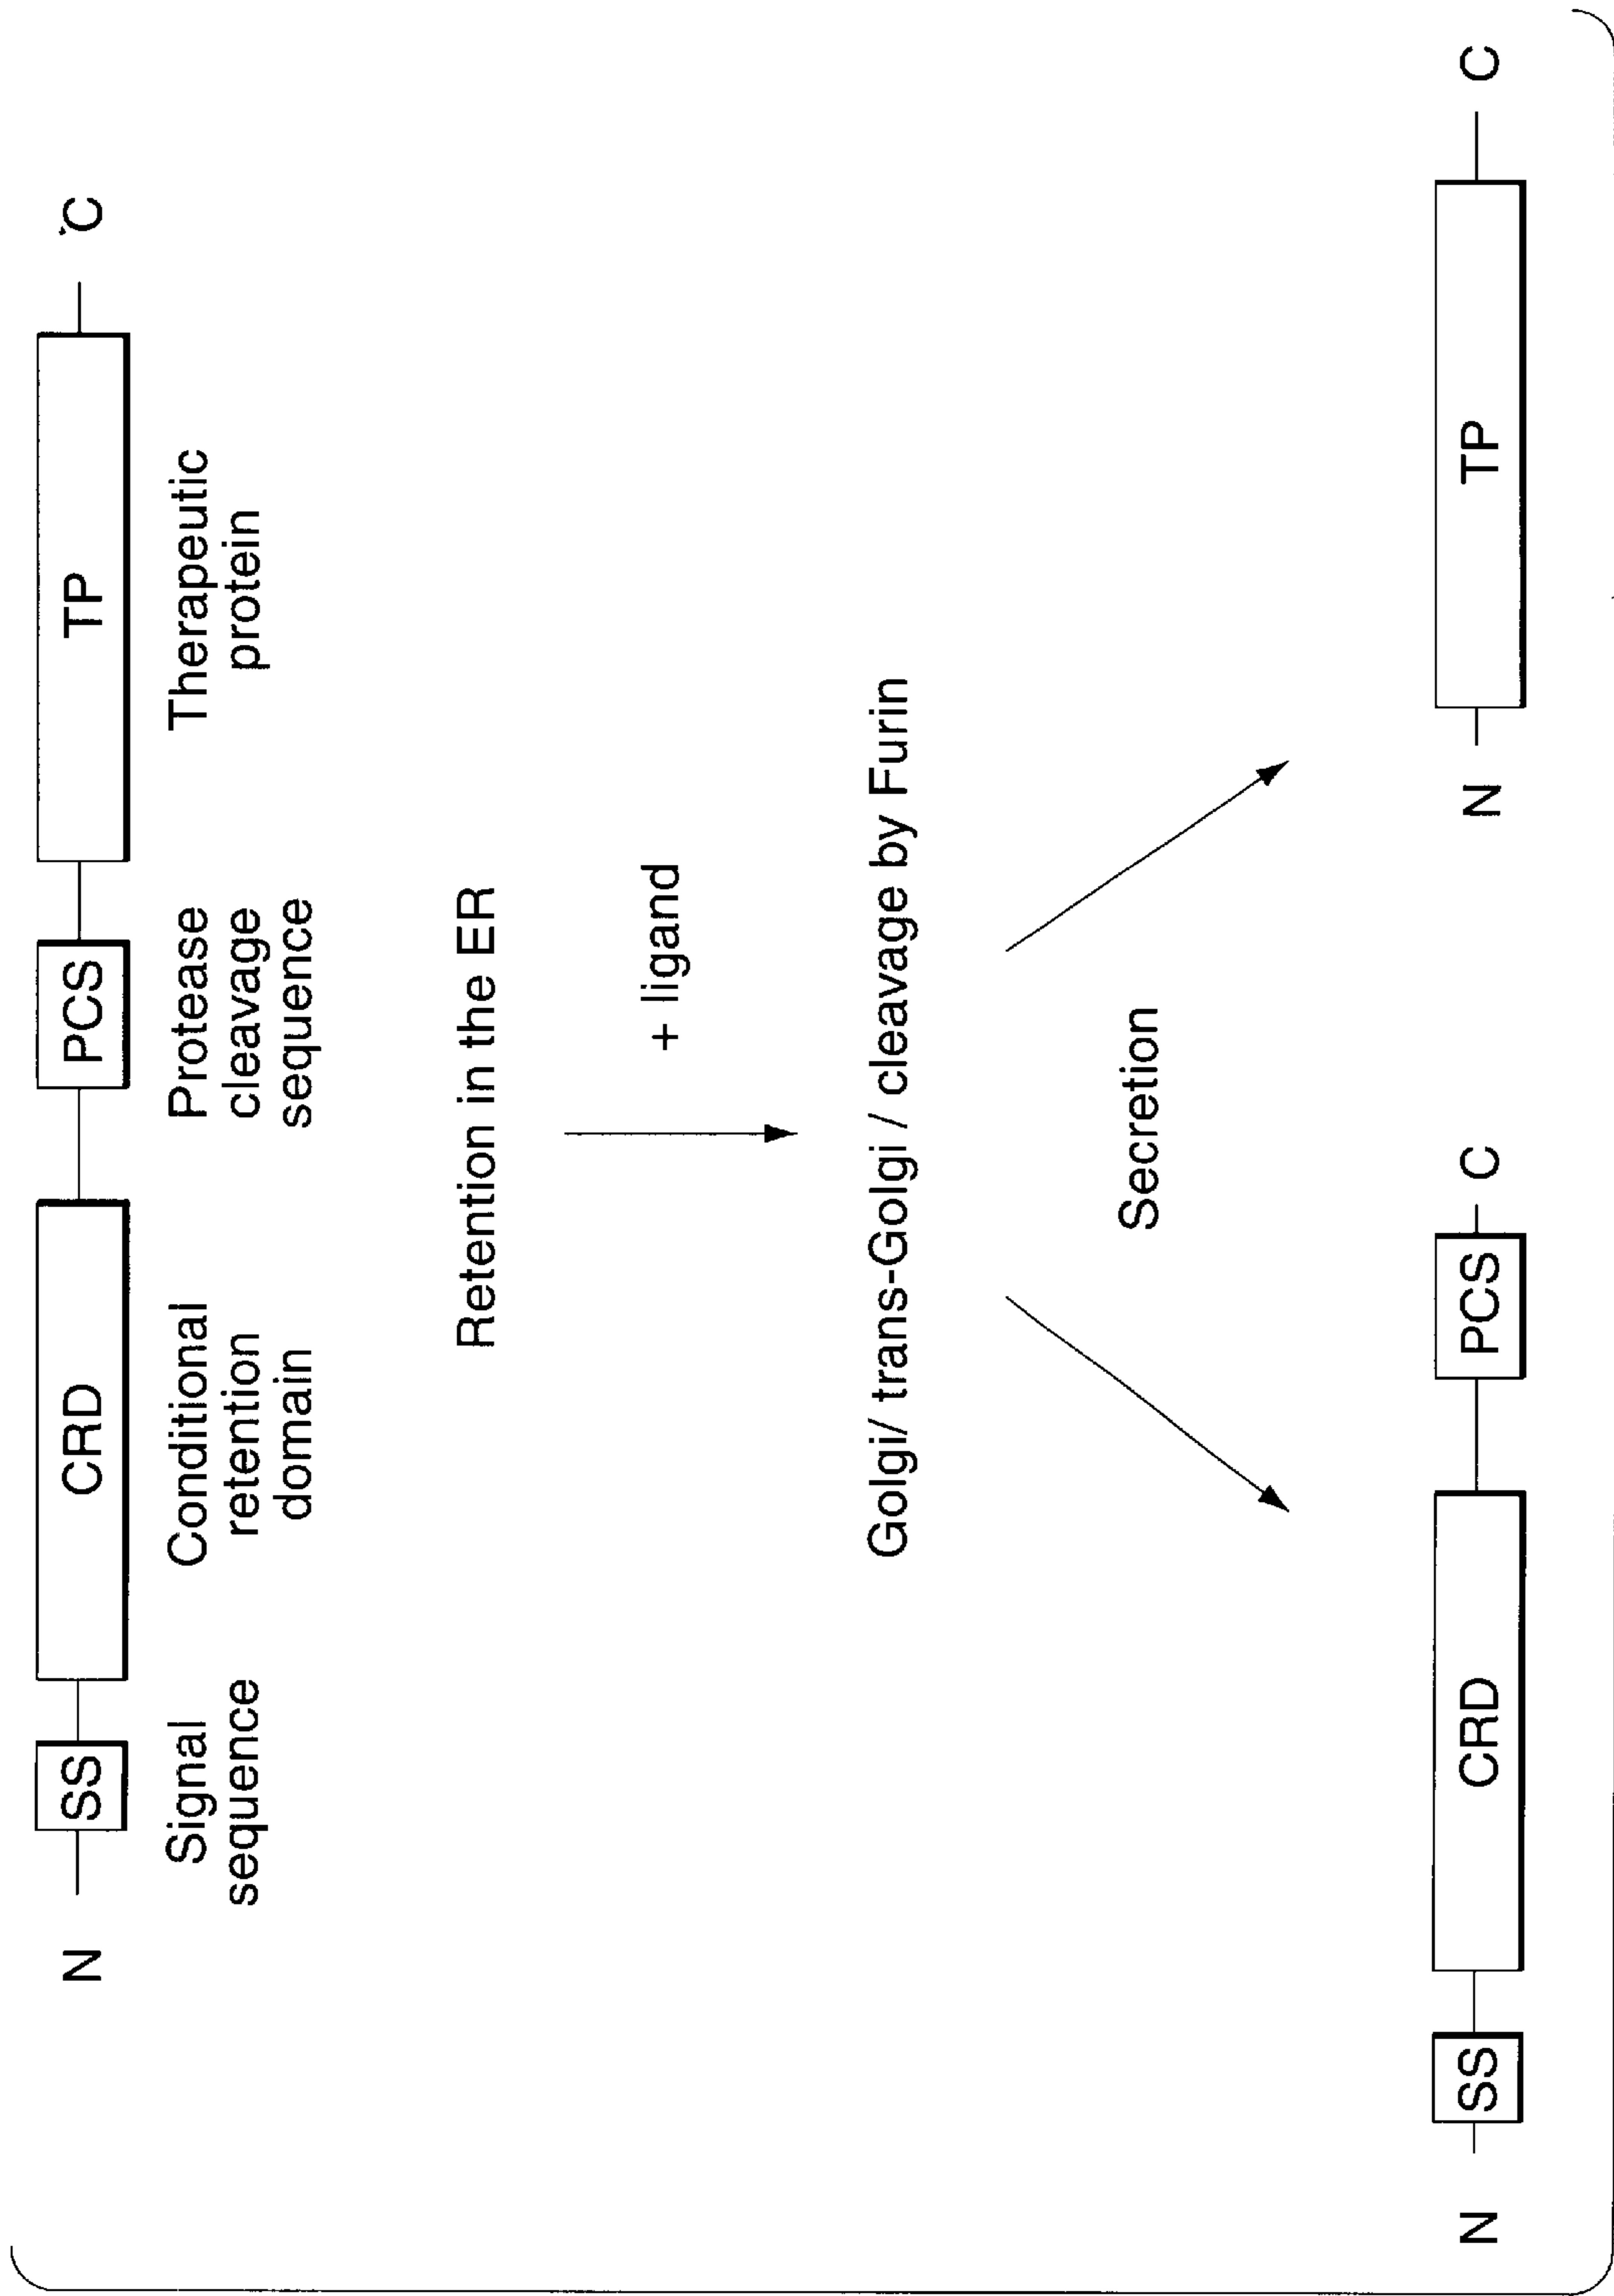 N SS CRD PCS TP C
Signal sequence
Conditional retention domain
Protease cleavage sequence
Therapeutic protein
Retention in the ER
+ ligand
Golgi/ trans-Golgi / cleavage by Furin
Secretion
N SS CRD PCS C
N TP C